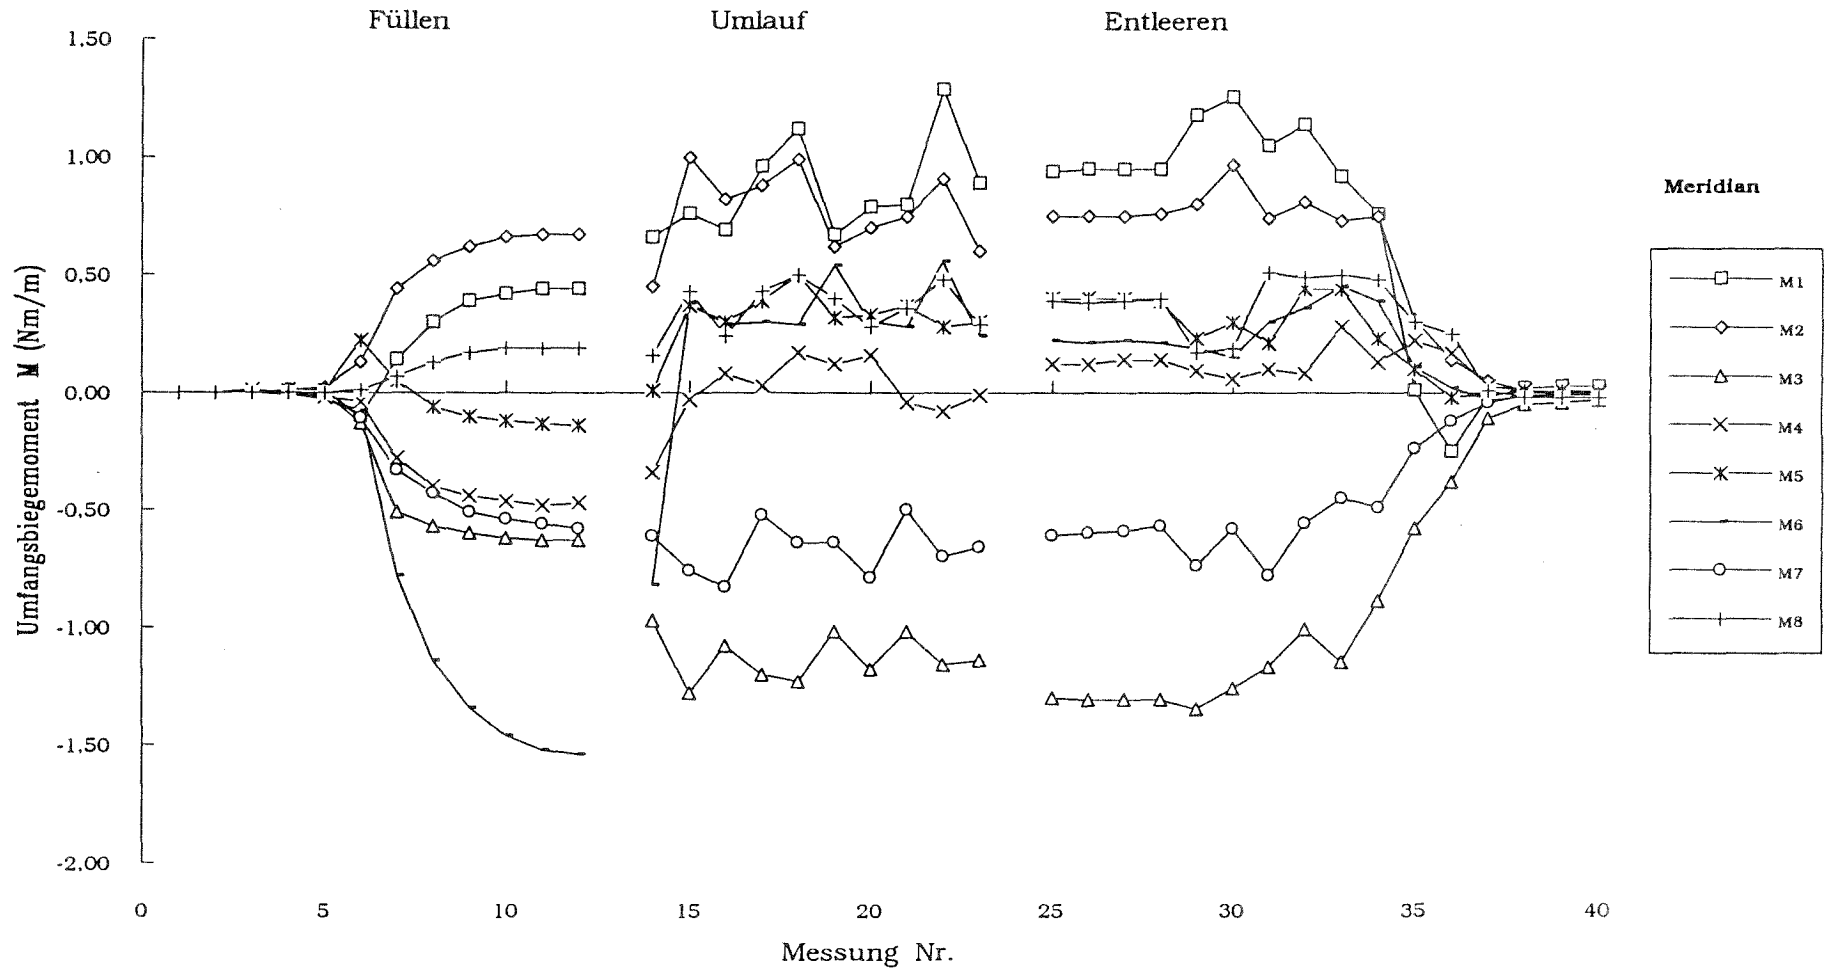 Füllen Umlauf Entleeren
1.50
1.00
0.50
0.00
-0.50
-1.00
-1.50
-2.00
Umfangsbiegemoment M (Nm/m)
0 5 10 15 20 25 30 35 40
Messung Nr.
Meridian
M1
M2
M3
M4
M5
M6
M7
M8